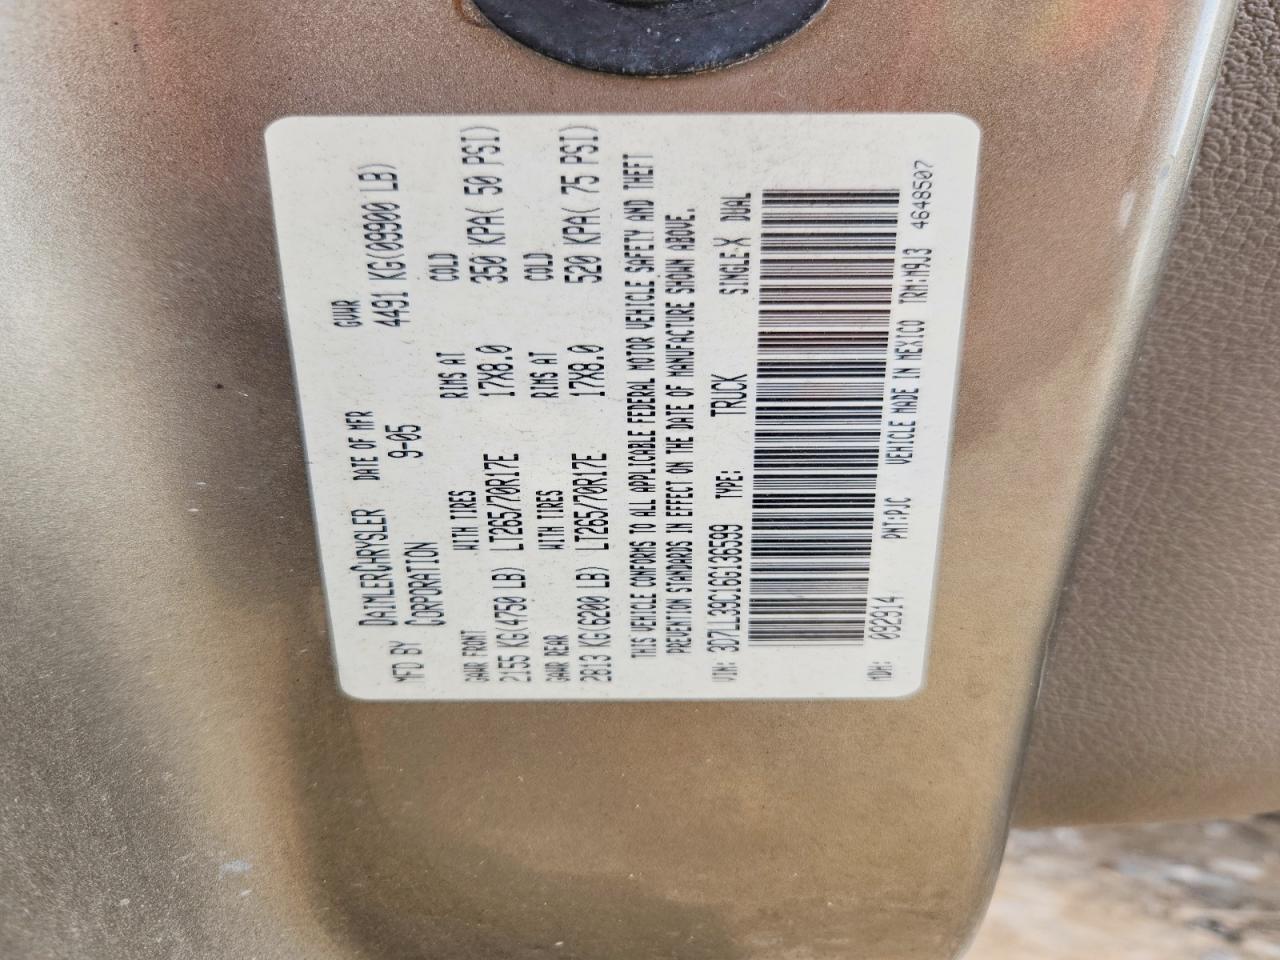 MFD BY DAIMLERCHRYSLER CORPORATION
DATE OF MFR 9-05
GVWR 4491 KG(09900 LB)
GAWR FRONT WITH TIRES RIMS AT COLD
2155 KG(4750 LB) LT265/70R17E 17X8.0 350 KPA( 50 PSI)
GAWR REAR WITH TIRES RIMS AT COLD
2813 KG(6200 LB) LT265/70R17E 17X8.0 520 KPA( 75 PSI)
THIS VEHICLE CONFORMS TO ALL APPLICABLE FEDERAL MOTOR VEHICLE SAFETY AND THEFT
PREVENTION STANDARDS IN EFFECT ON THE DATE OF MANUFACTURE SHOWN ABOVE.
VIN: 3D7LL39C16G136599 TYPE: TRUCK SINGLE X DUAL
MDH: 092914 PNT:PJC VEHICLE MADE IN MEXICO TRM:M9J3 4648507